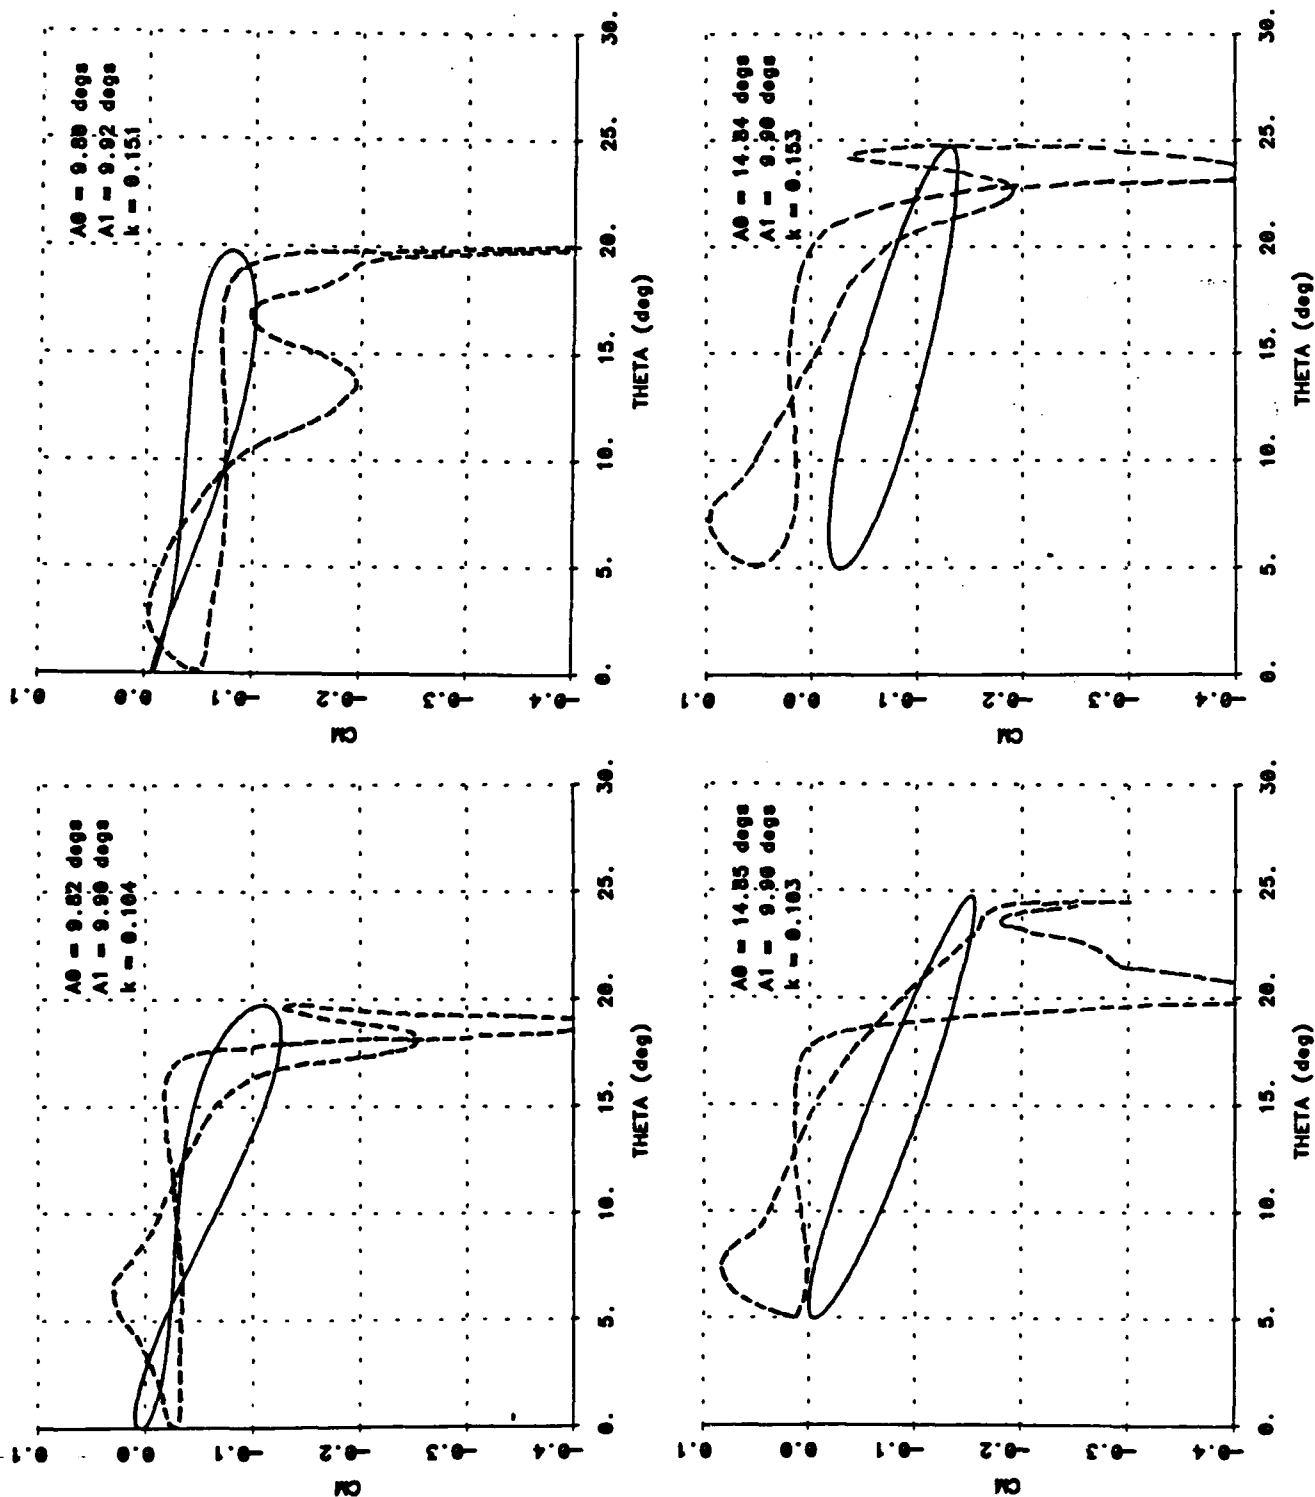 A0 = 9.82 degs
A1 = 9.90 degs
k = 0.104
0.1
0.0
-0.1
-0.2
-0.3
-0.4
CM
0. 5. 10. 15. 20. 25. 30.
THETA (deg)
A0 = 9.80 degs
A1 = 9.92 degs
k = 0.151
0.1
0.0
-0.1
-0.2
-0.3
-0.4
CM
0. 5. 10. 15. 20. 25. 30.
THETA (deg)
A0 = 14.85 degs
A1 = 9.90 degs
k = 0.103
0.1
0.0
-0.1
-0.2
-0.3
-0.4
CM
0. 5. 10. 15. 20. 25. 30.
THETA (deg)
A0 = 14.84 degs
A1 = 9.90 degs
k = 0.153
0.1
0.0
-0.1
-0.2
-0.3
-0.4
CM
0. 5. 10. 15. 20. 25. 30.
THETA (deg)